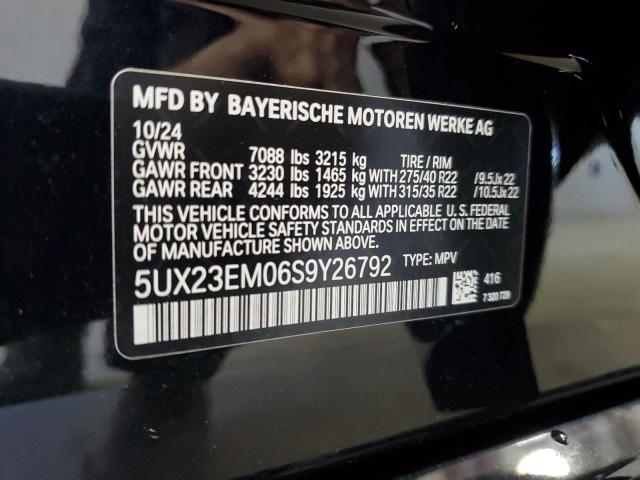 MFD BY BAYERISCHE MOTOREN WERKE AG
10/24
GVWR 7088 lbs 3215 kg TIRE / RIM
GAWR FRONT 3230 lbs 1465 kg WITH 275/40 R22 /9.5Jx22
GAWR REAR 4244 lbs 1925 kg WITH 315/35 R22 /10.5Jx22
THIS VEHICLE CONFORMS TO ALL APPLICABLE U. S. FEDERAL
MOTOR VEHICLE SAFETY STANDARDS IN EFFECT ON THE DATE
OF MANUFACTURE SHOWN ABOVE.
5UX23EM06S9Y26792 TYPE: MPV
416
7 320 729